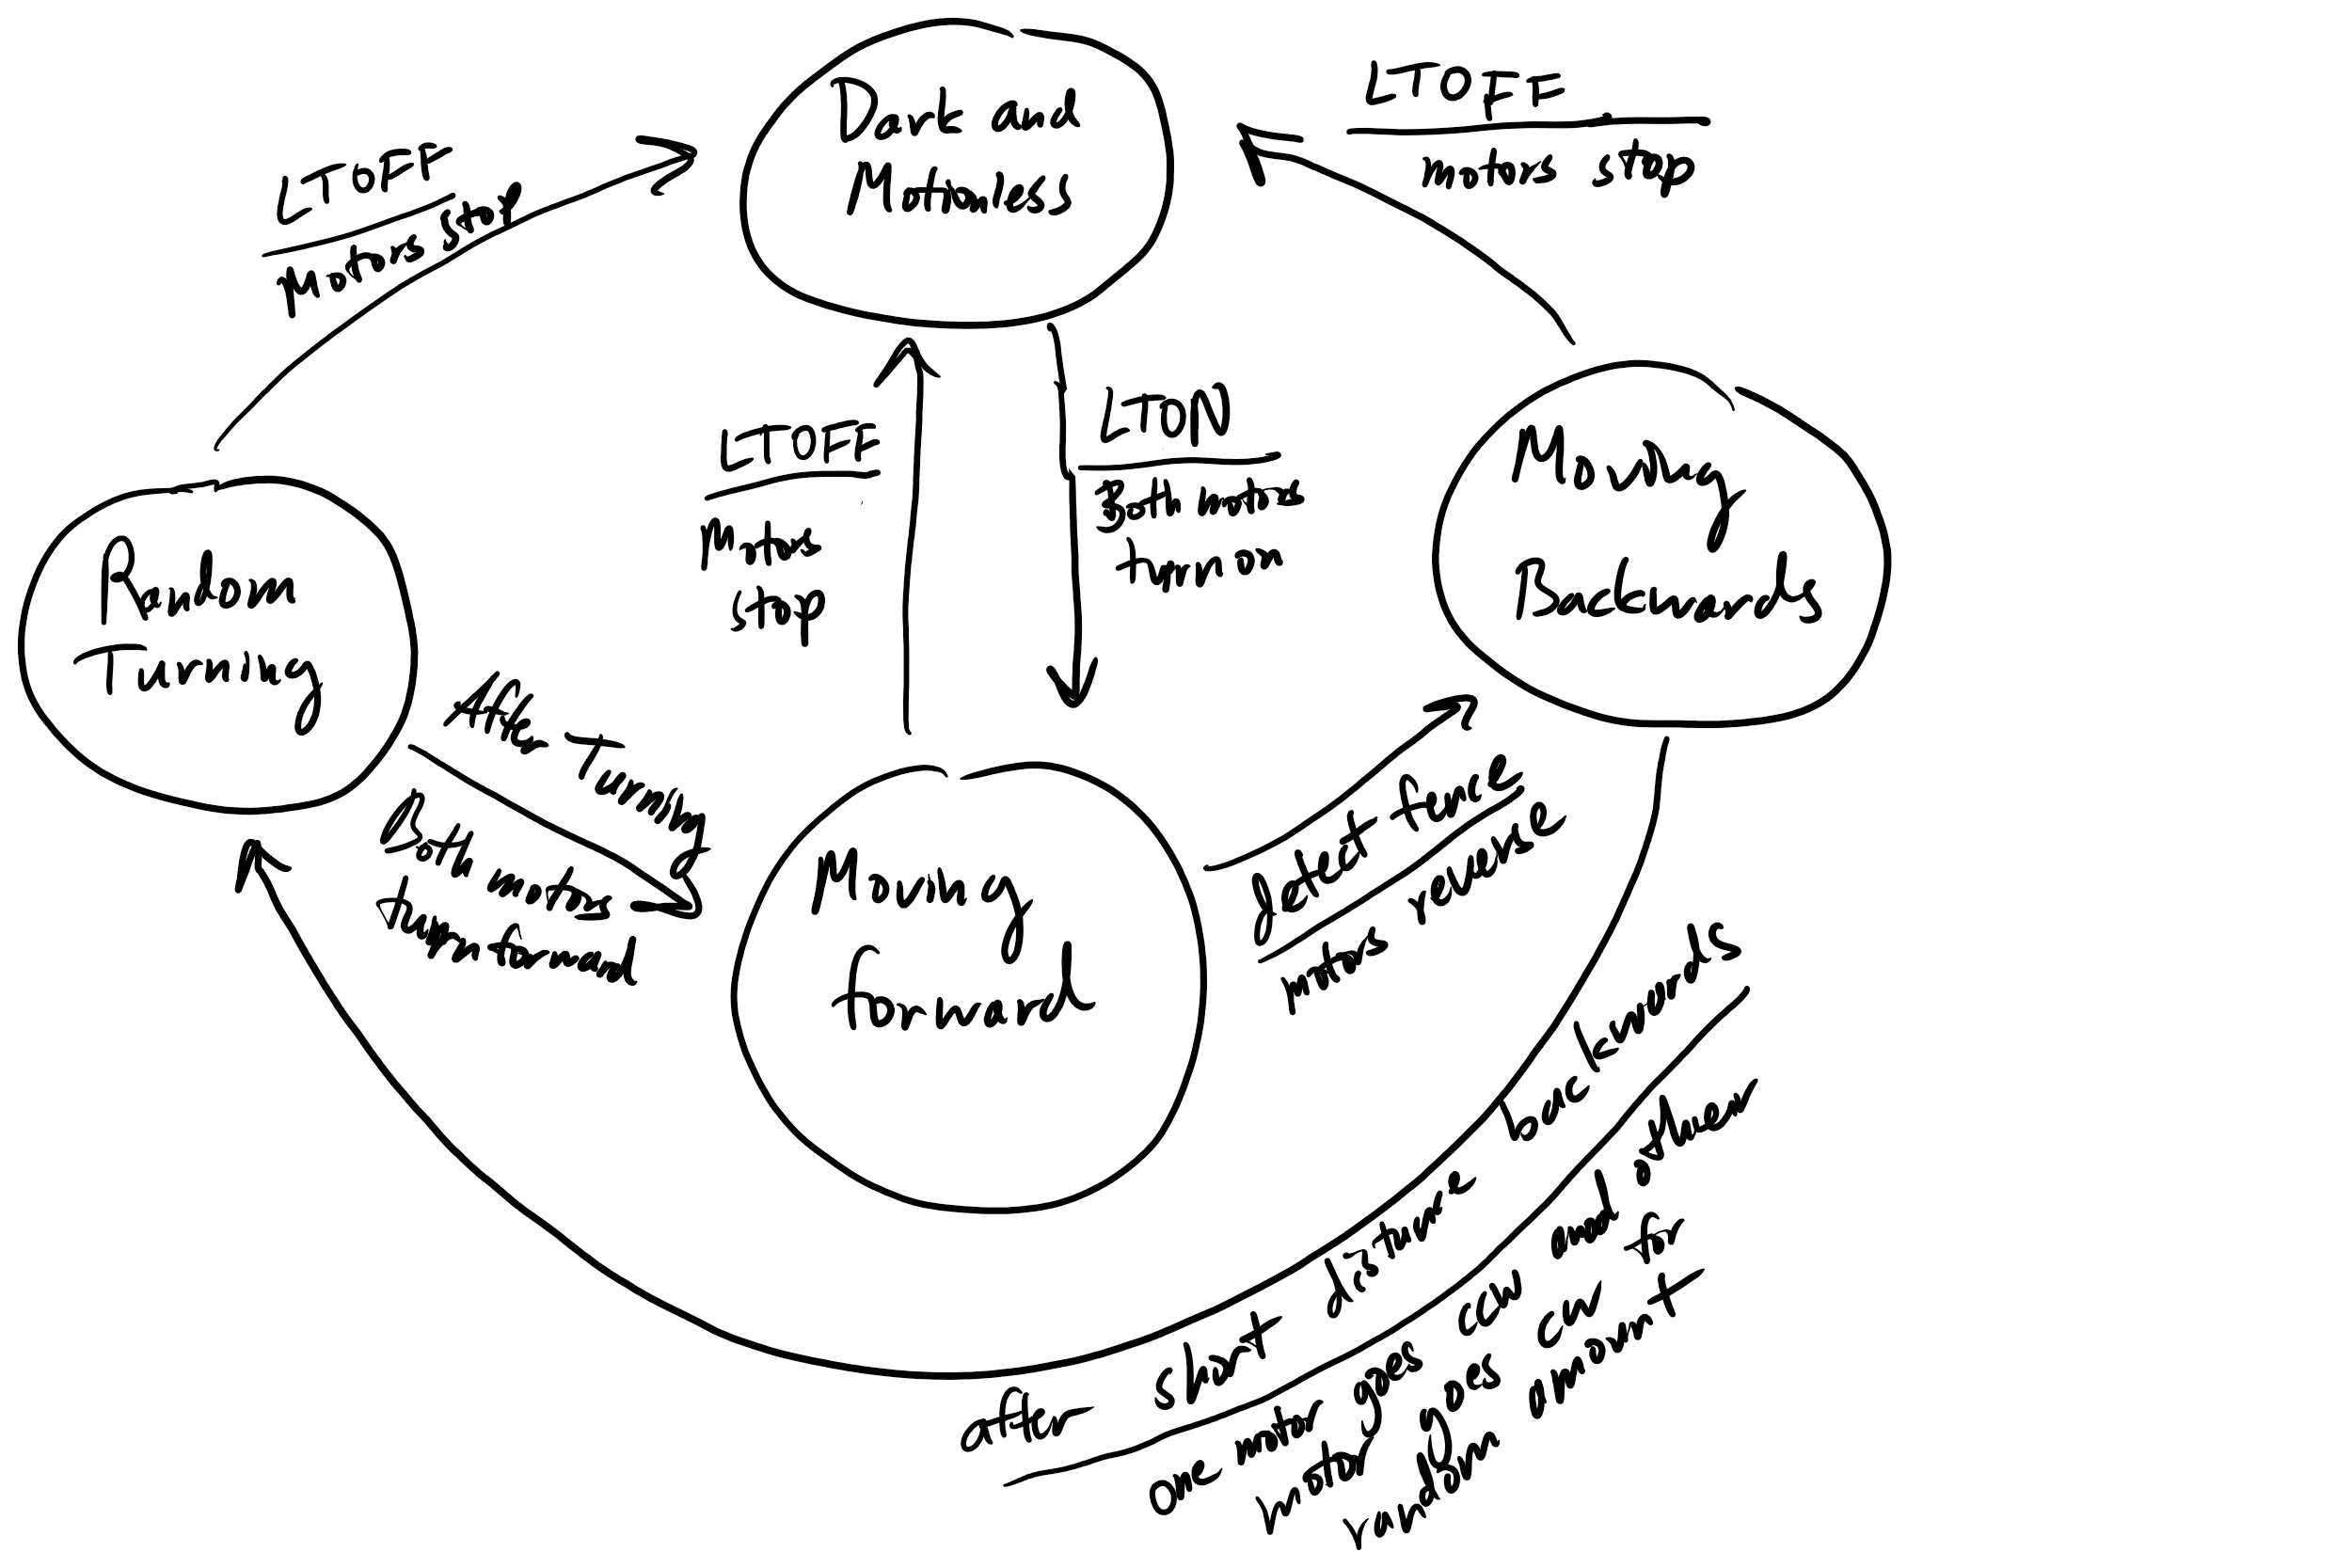 Dark and
Motionless
LTOFF
motors stop
LTOFF
Motors stop
LTOFF
Motors
stop
LTON
Both motors
turn on
Moving
Backwards
Random
Turning
After Turning
Both motors
Turn forward
Moving
forward
detect fence
motors reverse
after short distance backwards
one motor goes cw and other
motor goes ccw for
random amount